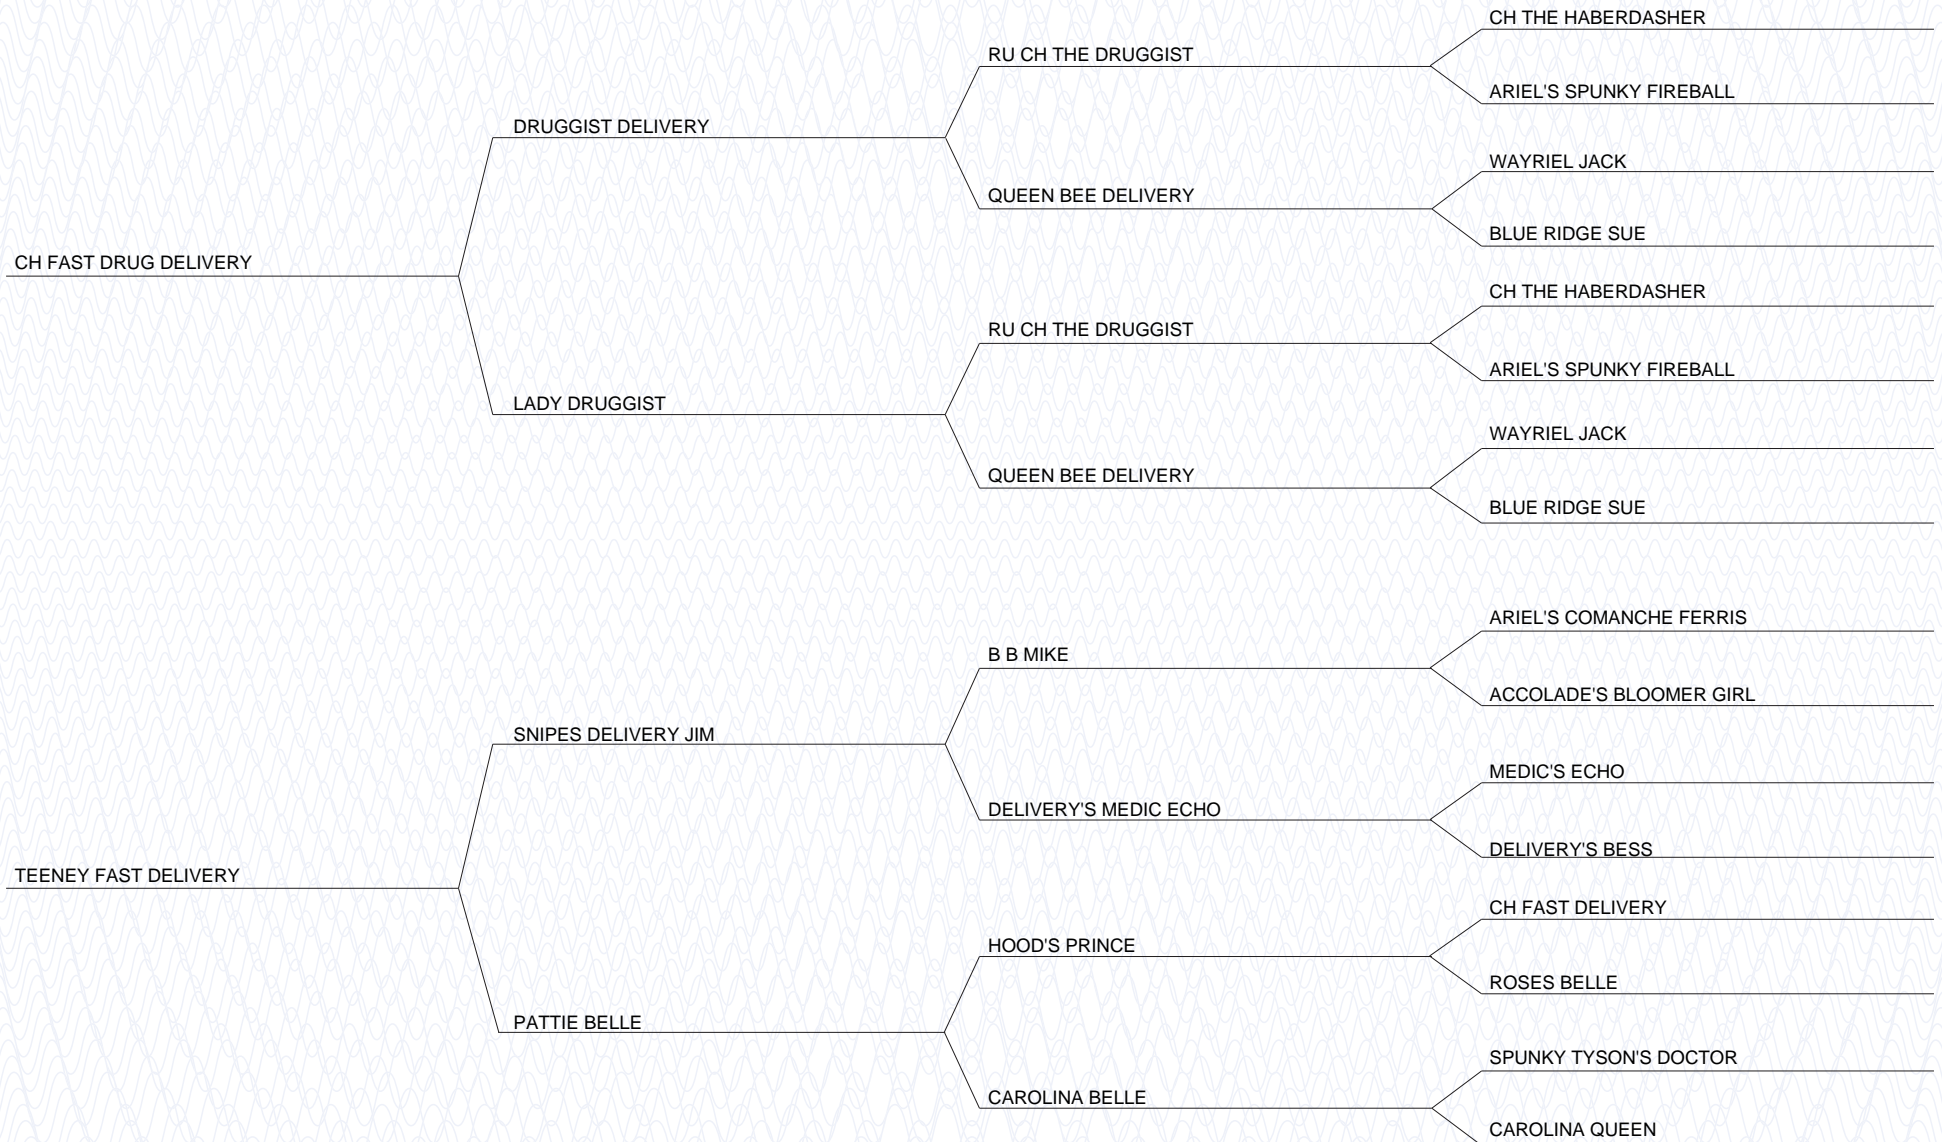 CH THE HABERDASHER
RU CH THE DRUGGIST
ARIEL'S SPUNKY FIREBALL
DRUGGIST DELIVERY
WAYRIEL JACK
QUEEN BEE DELIVERY
BLUE RIDGE SUE
CH FAST DRUG DELIVERY
CH THE HABERDASHER
RU CH THE DRUGGIST
ARIEL'S SPUNKY FIREBALL
LADY DRUGGIST
WAYRIEL JACK
QUEEN BEE DELIVERY
BLUE RIDGE SUE
ARIEL'S COMANCHE FERRIS
B B MIKE
ACCOLADE'S BLOOMER GIRL
SNIPES DELIVERY JIM
MEDIC'S ECHO
DELIVERY'S MEDIC ECHO
DELIVERY'S BESS
TEENEY FAST DELIVERY
CH FAST DELIVERY
HOOD'S PRINCE
ROSES BELLE
PATTIE BELLE
SPUNKY TYSON'S DOCTOR
CAROLINA BELLE
CAROLINA QUEEN